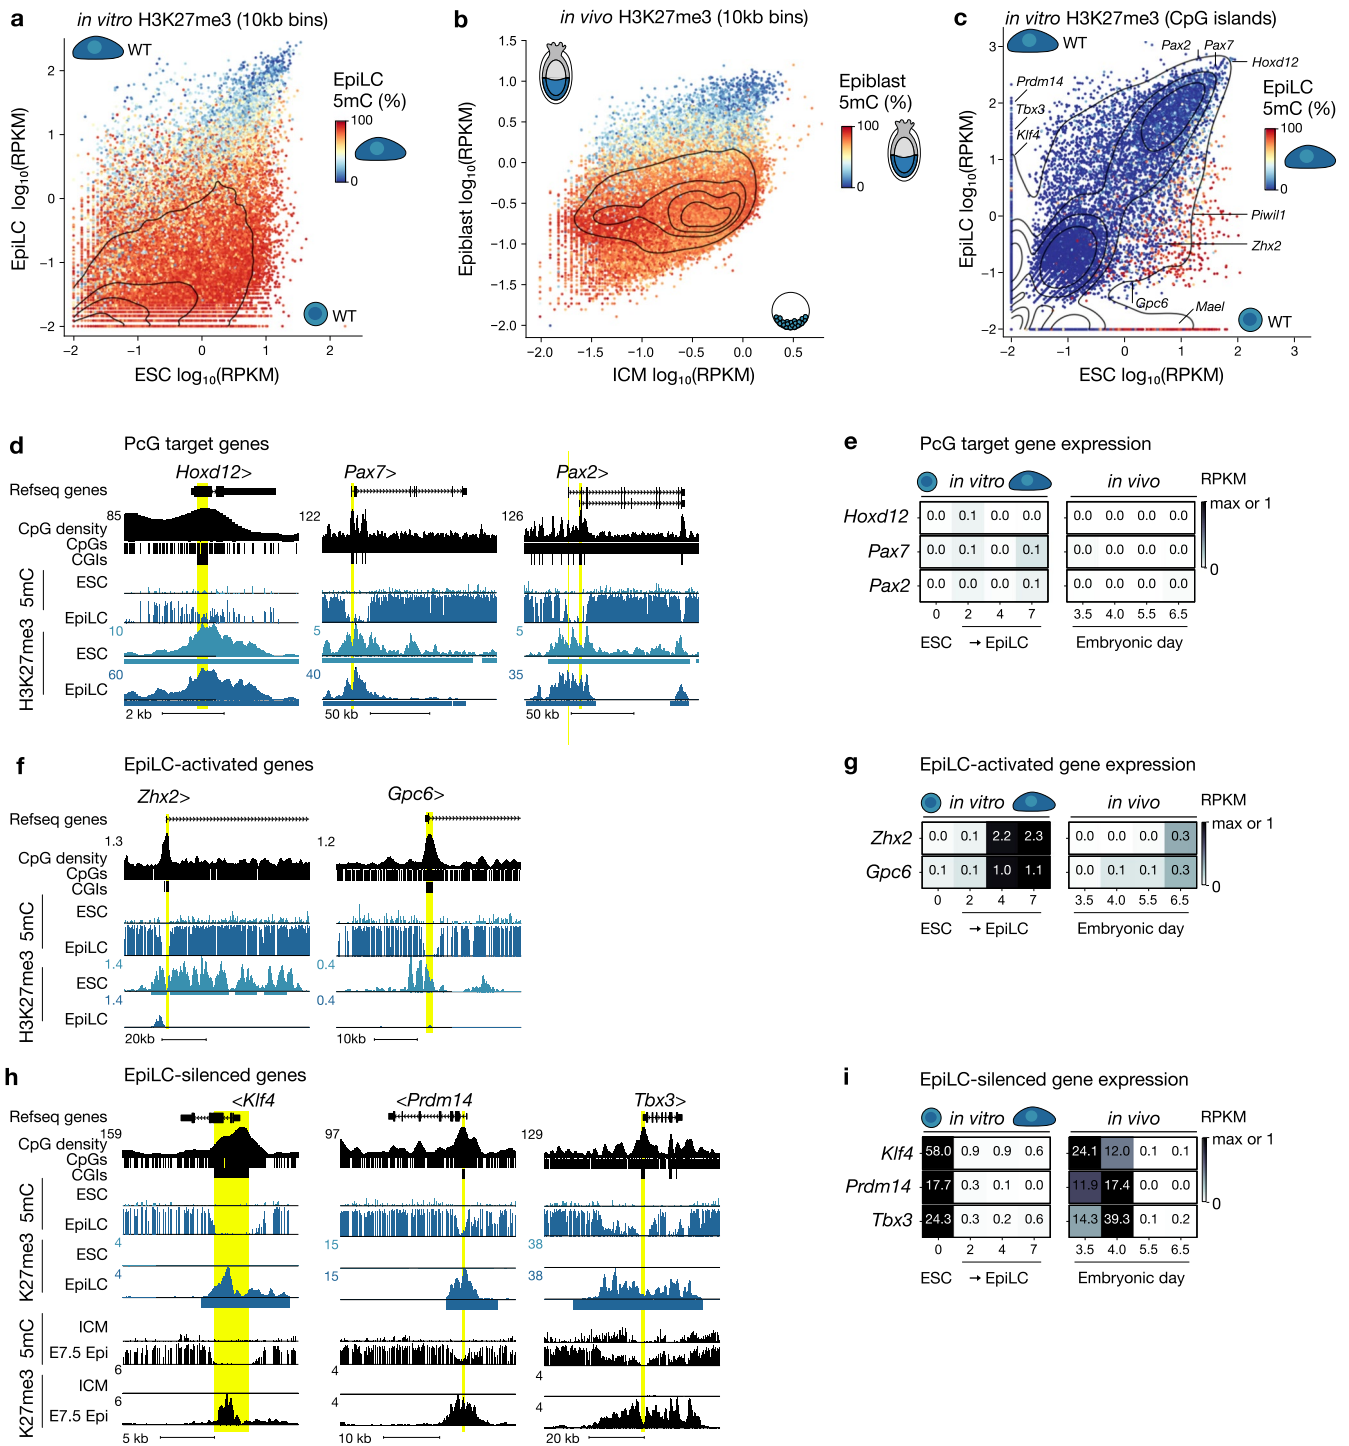 a
in vitro H3K27me3 (10kb bins)
WT
EpiLC
5mC (%)
100
0
EpiLC log10(RPKM)
2
1
0
−1
−2
WT
−2 −1 0 1 2
ESC log10(RPKM)
b
in vivo H3K27me3 (10kb bins)
Epiblast
5mC (%)
100
0
Epiblast log10(RPKM)
1.5
1.0
0.5
0.0
−0.5
−1.0
−1.5
−2.0
−1.0 −0.5 0.0 0.5
ICM log10(RPKM)
c
in vitro H3K27me3 (CpG islands)
WT
Pax2 Pax7
Hoxd12
Prdm14
Tbx3
Klf4
EpiLC
5mC (%)
100
0
Piwil1
Zhx2
Gpc6
Mael
WT
EpiLC log10(RPKM)
3
2
1
0
−1
−2
−2 −1 0 1 2 3
ESC log10(RPKM)
d
PcG target genes
Hoxd12> Pax7> Pax2>
Refseq genes
85 122 126
CpG density
CpGs
CGIs
5mC
ESC
EpiLC
H3K27me3
10 5 5
ESC
60 40 35
EpiLC
2 kb 50 kb 50 kb
e
PcG target gene expression
in vitro in vivo
RPKM
max or 1
0
Hoxd12 0.0 0.1 0.0 0.0 0.0 0.0 0.0 0.0
Pax7 0.0 0.1 0.0 0.1 0.0 0.0 0.0 0.0
Pax2 0.0 0.0 0.0 0.1 0.0 0.0 0.0 0.0
0 2 4 7 3.5 4.0 5.5 6.5
ESC → EpiLC Embryonic day
f
EpiLC-activated genes
Zhx2> Gpc6>
Refseq genes
1.3 1.2
CpG density
CpGs
CGIs
5mC
ESC
EpiLC
H3K27me3
1.4 0.4
ESC
1.4 0.4
EpiLC
20kb 10kb
g
EpiLC-activated gene expression
in vitro in vivo
RPKM
max or 1
0
Zhx2 0.0 0.1 2.2 2.3 0.0 0.0 0.0 0.3
Gpc6 0.1 0.1 1.0 1.1 0.0 0.1 0.1 0.3
0 2 4 7 3.5 4.0 5.5 6.5
ESC → EpiLC Embryonic day
h
EpiLC-silenced genes
<Klf4 <Prdm14 Tbx3>
Refseq genes
159 97 129
CpG density
CpGs
CGIs
5mC
ESC
EpiLC
K27me3
4 15 38
ESC
4 15 38
EpiLC
5mC
ICM
E7.5 Epi
K27me3
6 4 4
ICM
6 4 4
E7.5 Epi
5 kb 10 kb 20 kb
i
EpiLC-silenced gene expression
in vitro in vivo
RPKM
max or 1
0
Klf4 58.0 0.9 0.9 0.6 24.1 12.0 0.1 0.1
Prdm14 17.7 0.3 0.1 0.0 11.9 17.4 0.0 0.0
Tbx3 24.3 0.3 0.2 0.6 14.3 39.3 0.1 0.2
0 2 4 7 3.5 4.0 5.5 6.5
ESC → EpiLC Embryonic day